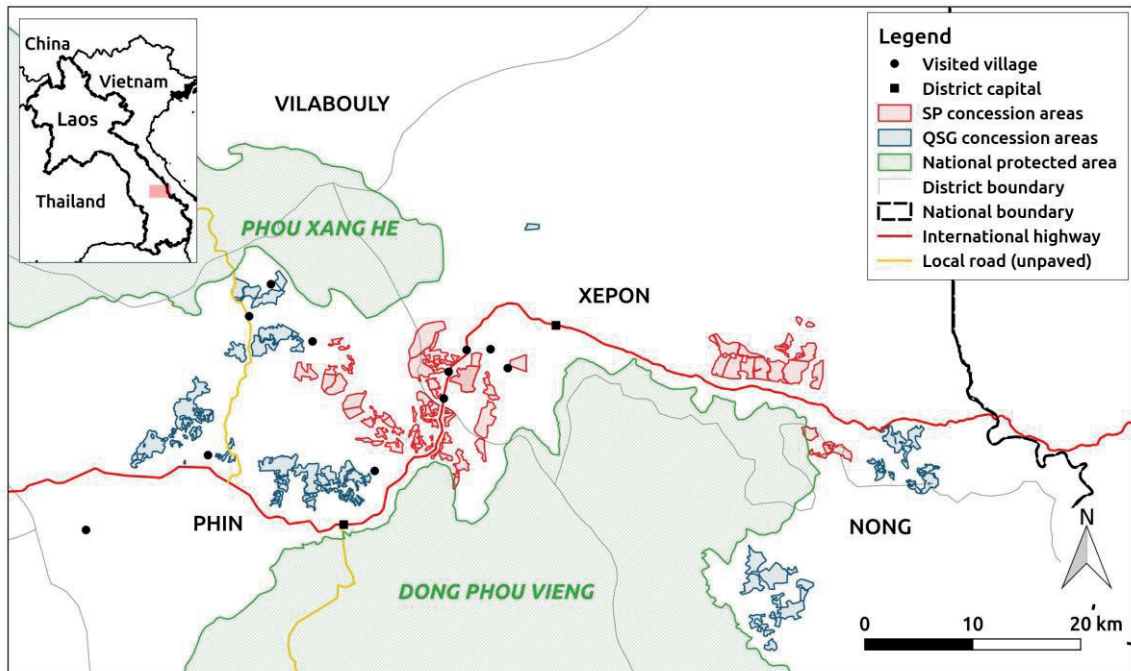 China
Vietnam
Laos
Thailand
VILABOULY
PHOU XANG HE
XEPON
PHIN
NONG
DONG PHOU VIENG
Legend
Visited village
District capital
SP concession areas
QSG concession areas
National protected area
District boundary
National boundary
International highway
Local road (unpaved)
N
0 10 20 km